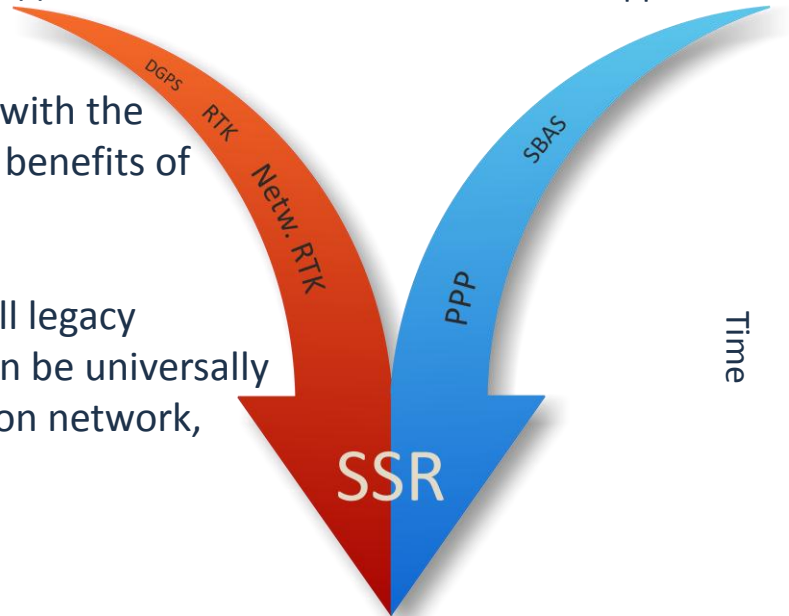 DGPS
RTK
Netw. RTK
SBAS
PPP
with the
benefits of
ll legacy
n be universally
on network,
Time
SSR